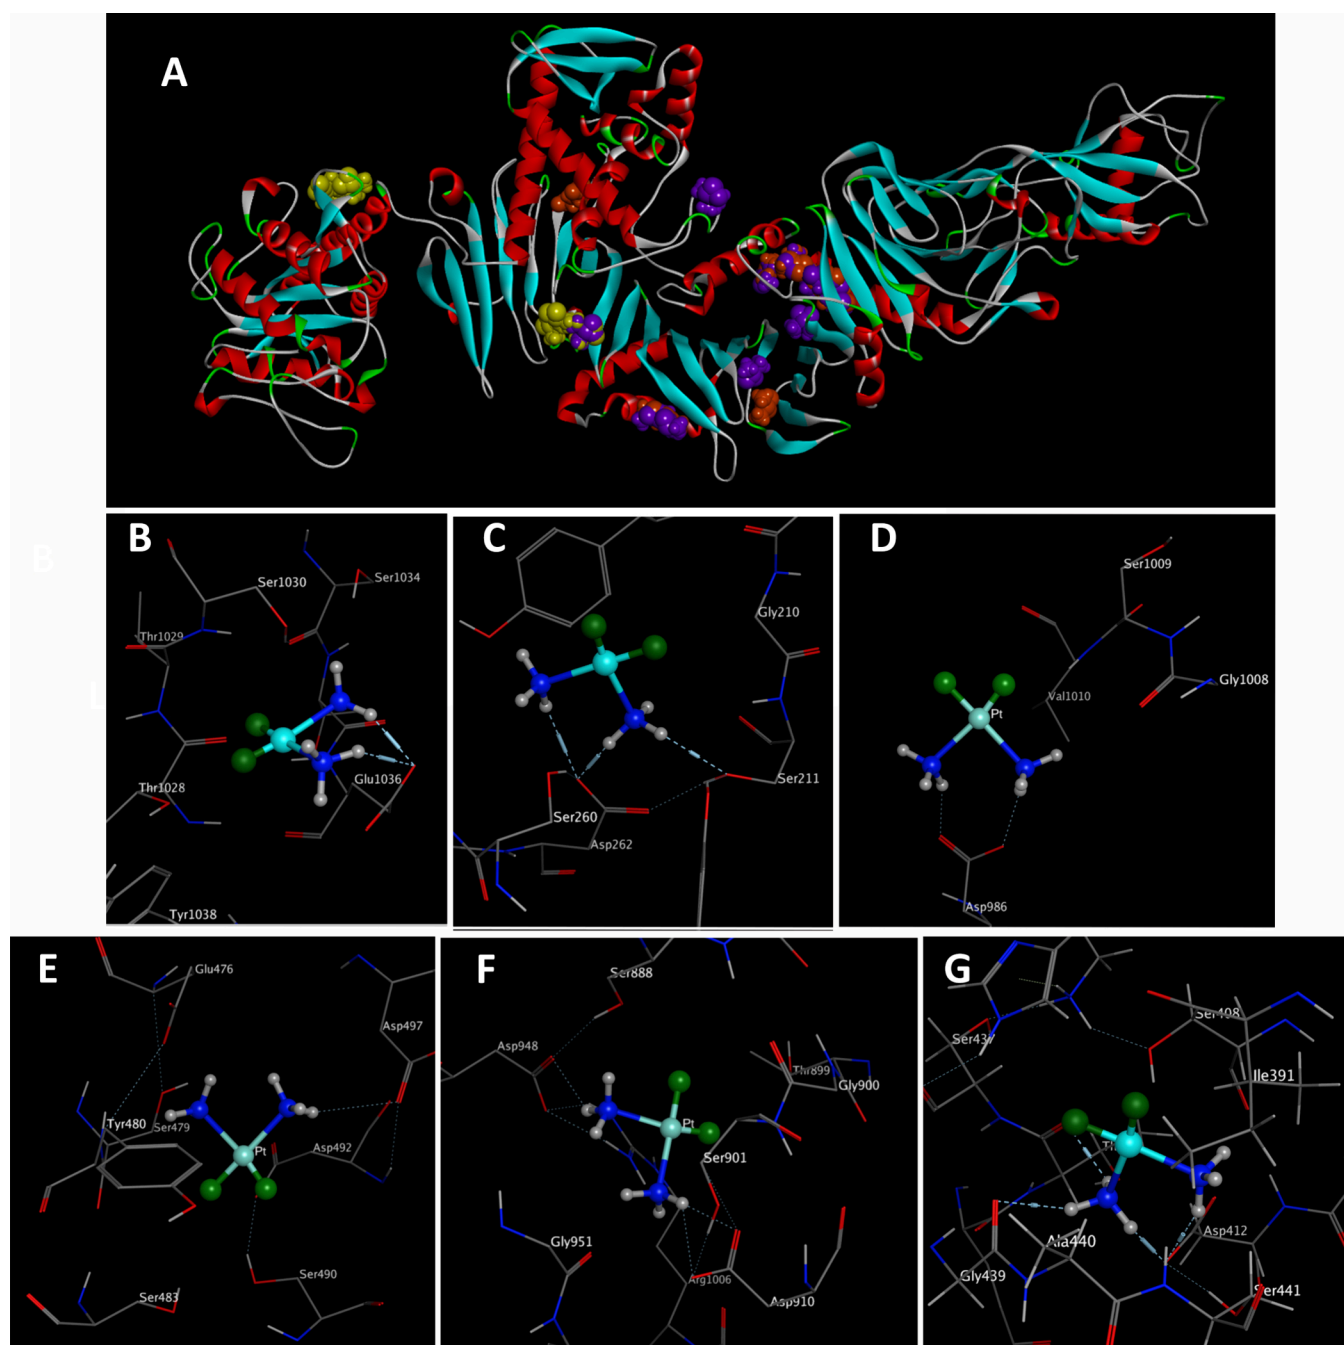 A
B
B
Ser1030
Ser1034
Thr1029
Thr1028
Glu1036
Tyr1038
C
Gly210
Ser211
Ser260
Asp262
D
Ser1009
Gly1008
Val1010
Pt
Asp986
E
Glu476
Asp497
Tyr480
Ser479
Pt
Asp492
Ser490
Ser483
F
Ser888
Asp948
Thr899
Gly900
Pt
Ser901
Gly951
Arg1006
Asp910
G
Ser408
Ser437
Ile391
Asp412
Ala440
Gly439
Ser441